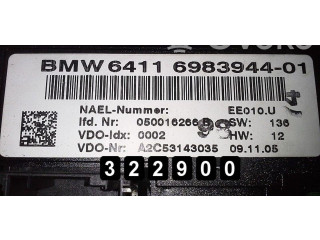 BMW 6411 6983944-01
NAEL-Nummer: EE010.U
lfd. Nr: 050016266 SW: 136
VDO-Idx: 0002 HW: 12
VDO-Nr: A2C53143035 09.11.05
322900